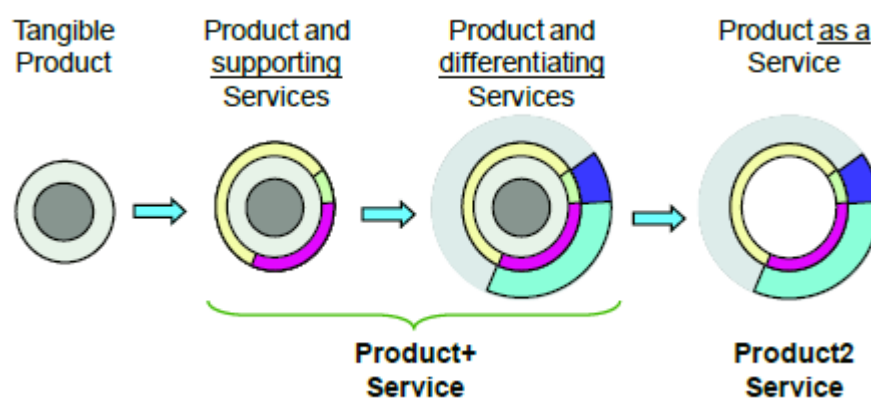 Tangible
Product
Product and
supporting
Services
Product and
differentiating
Services
Product as a
Service
Product+
Service
Product2
Service